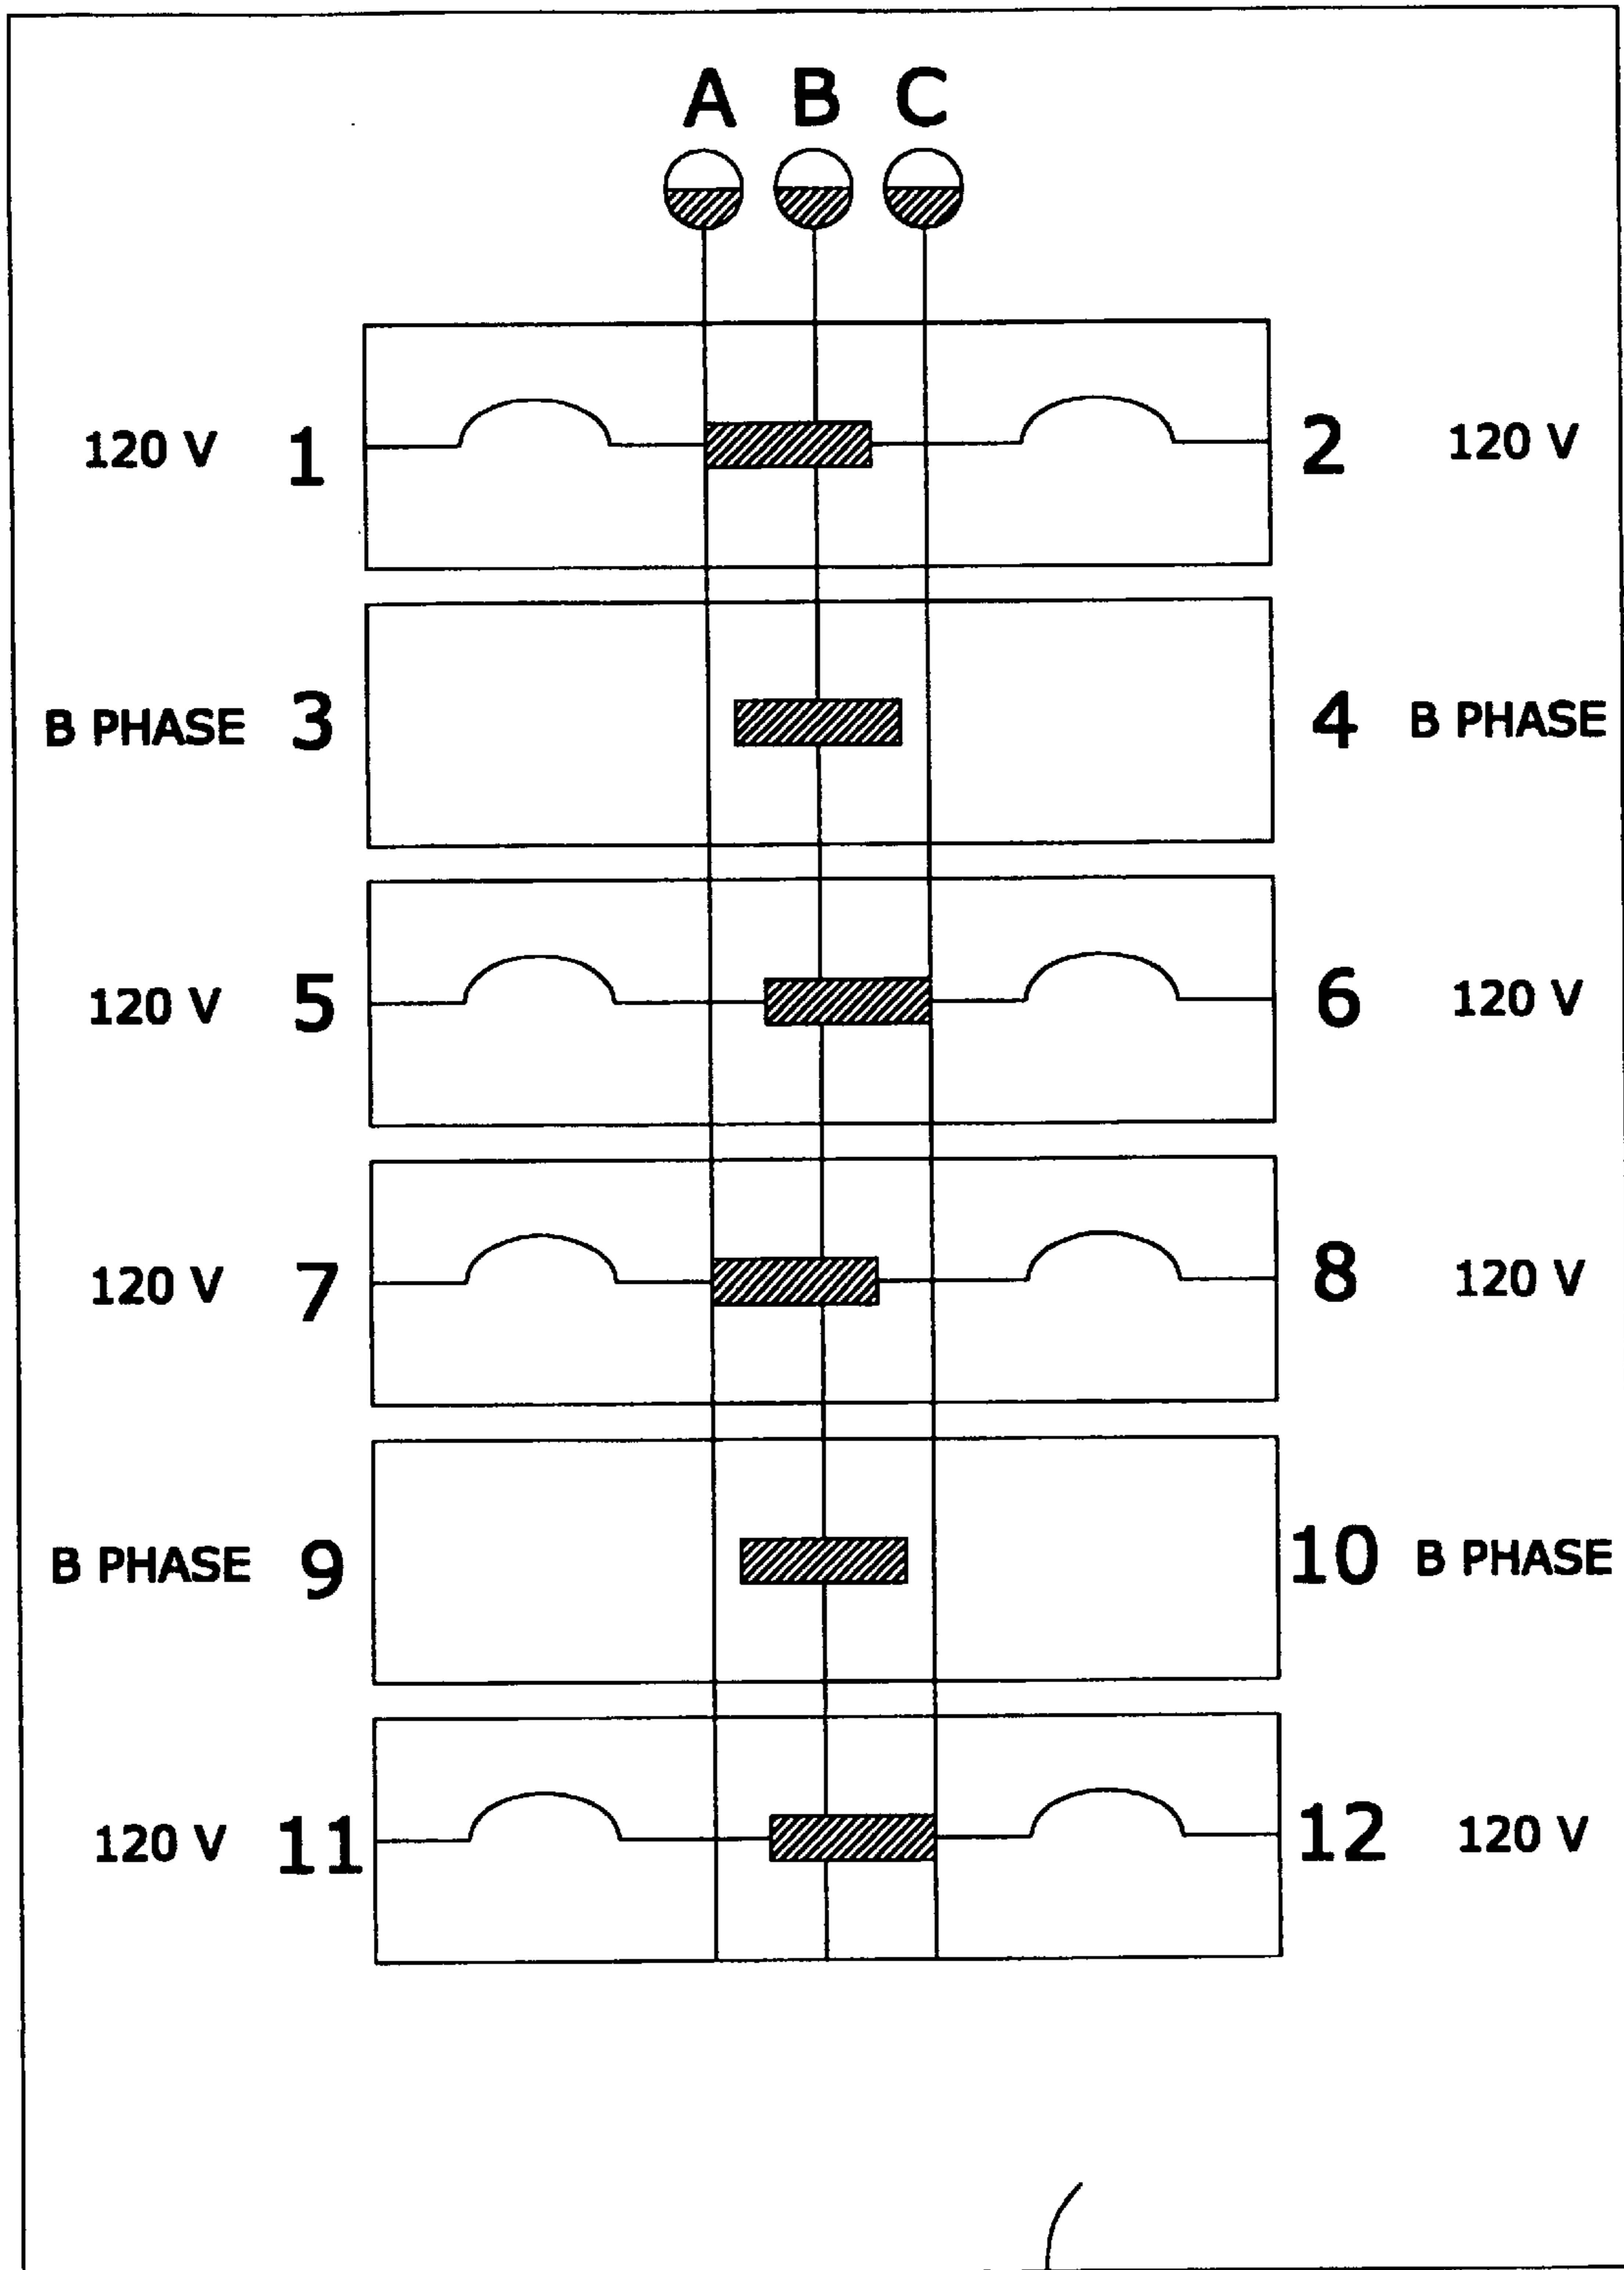 A B C
120 V 1 2 120 V
B PHASE 3 4 B PHASE
120 V 5 6 120 V
120 V 7 8 120 V
B PHASE 9 10 B PHASE
120 V 11 12 120 V